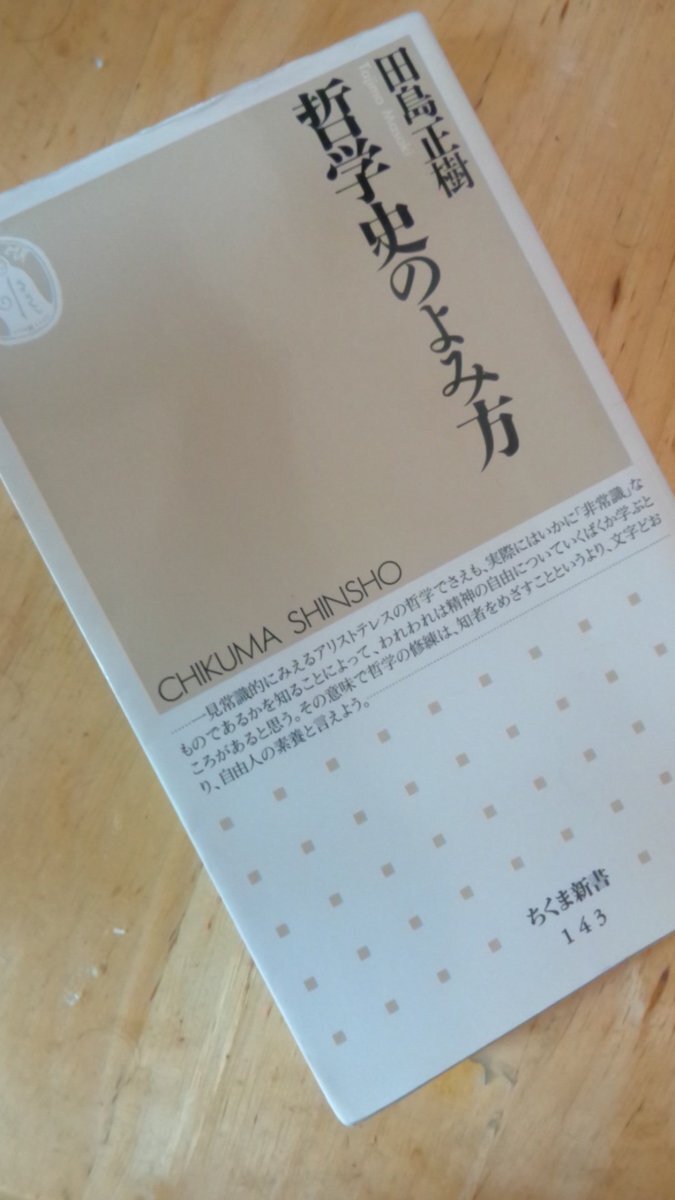 田島正樹
Tajima Masaki
哲学史のよみ方
CHIKUMA SHINSHO
……一見常識的にみえるアリストテレスの哲学でさえも、実際にはいかに「非常識」な
ものであるかを知ることによって、われわれは精神の自由についていくばくか学ぶと
ころがあると思う。その意味で哲学の修練は、知者をめざすことというより、文字どお
り、自由人の素養と言えよう。……
ちくま新書
143